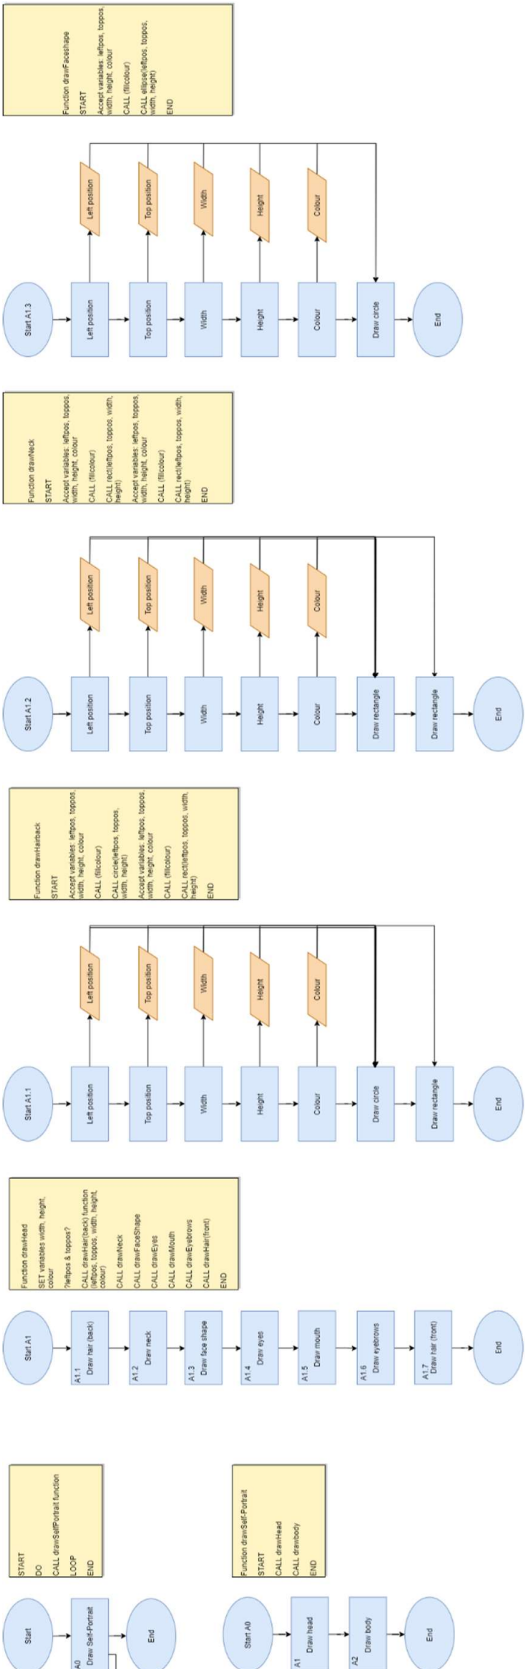 Start
A0
Draw Self-Portrait
End
START
DO
CALL drawSelfPortrait function
LOOP
END
Start A0
A1
Draw head
A2
Draw body
End
Function drawSelf-Portrait
START
CALL drawHead
CALL drawbody
END
Start A1
A1.1
Draw hair (back)
A1.2
Draw neck
A1.3
Draw face shape
A1.4
Draw eyes
A1.5
Draw mouth
A1.6
Draw eyebrows
A1.7
Draw hair (front)
End
Function drawHead
SET variables width, height,
colour
?leftpos & toppos?
CALL drawHair(back) function
(leftpos, toppos, width, height,
colour)
CALL drawNeck
CALL drawFaceShape
CALL drawEyes
CALL drawMouth
CALL drawEyebrows
CALL drawHair(front)
END
Start A1.1
Left position
Left position
Top position
Top position
Width
Width
Height
Height
Colour
Colour
Draw circle
Draw rectangle
End
Function drawHairback
START
Accept variables: leftpos, toppos,
width, height, colour
CALL (fillcolour)
CALL circle(leftpos, toppos,
width, height)
Accept variables: leftpos, toppos,
width, height, colour
CALL (fillcolour)
CALL rect(leftpos, toppos, width,
height)
END
Start A1.2
Left position
Left position
Top position
Top position
Width
Width
Height
Height
Colour
Colour
Draw rectangle
Draw rectangle
End
Function drawNeck
START
Accept variables: leftpos, toppos,
width, height, colour
CALL (fillcolour)
CALL rect(leftpos, toppos, width,
height)
Accept variables: leftpos, toppos,
width, height, colour
CALL (fillcolour)
CALL rect(leftpos, toppos, width,
height)
END
Start A1.3
Left position
Left position
Top position
Top position
Width
Width
Height
Height
Colour
Colour
Draw circle
End
Function drawFaceshape
START
Accept variables: leftpos, toppos,
width, height, colour
CALL (fillcolour)
CALL ellipse(leftpos, toppos,
width, height)
END